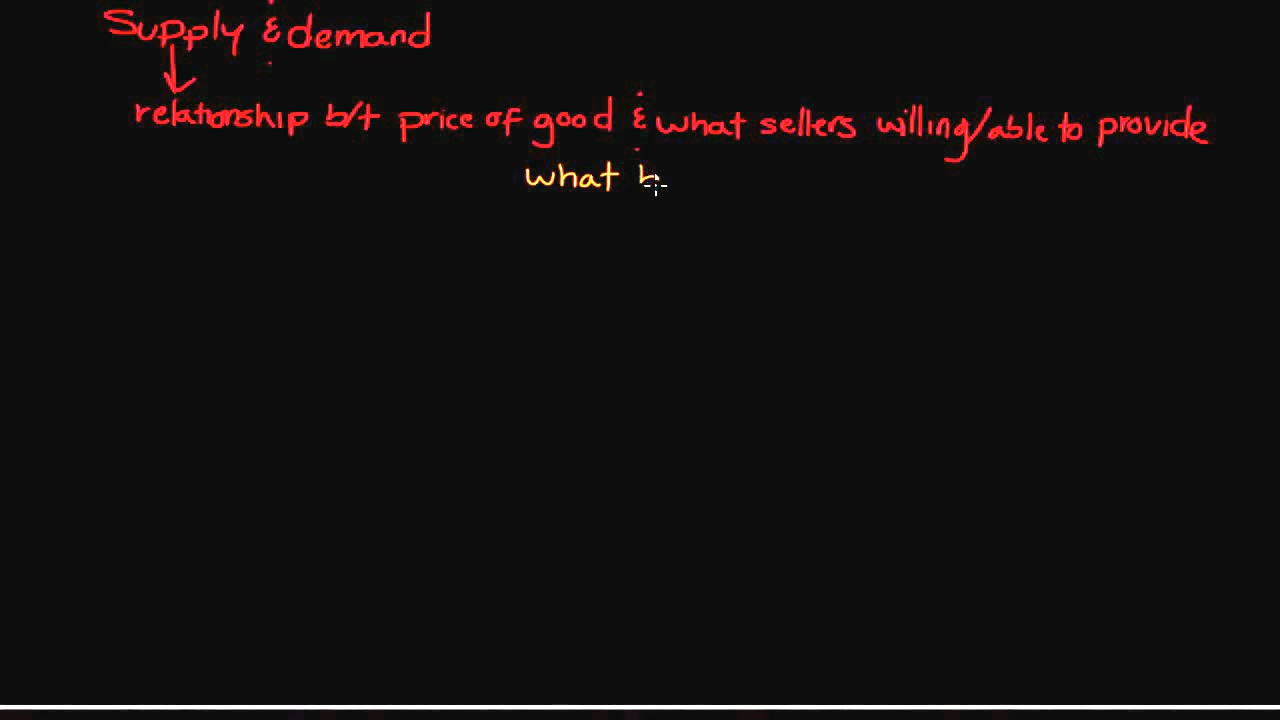 Supply & demand
relationship b/t price of good & what sellers willing/able to provide
what b